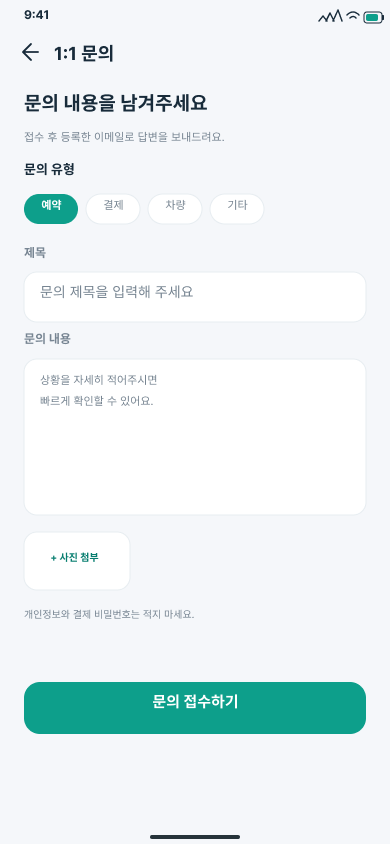 9:41
1:1 문의
문의 내용을 남겨주세요
접수 후 등록한 이메일로 답변을 보내드려요.
문의 유형
예약 결제 차량 기타
제목
문의 제목을 입력해 주세요
문의 내용
상황을 자세히 적어주시면
빠르게 확인할 수 있어요.
+ 사진 첨부
개인정보와 결제 비밀번호는 적지 마세요.
문의 접수하기